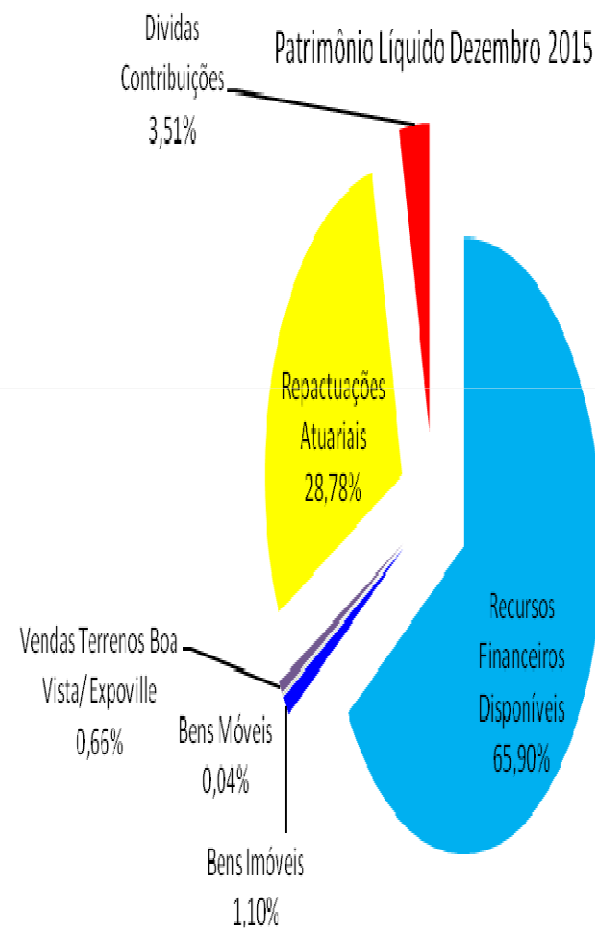 Patrimônio Líquido Dezembro 2015
Dividas
Contribuições
3,51%
Repactuações
Atuariais
28,78%
Recursos
Financeiros
Disponíveis
65,90%
Vendas Terrenos Boa
Vista/Expoville
0,66%
Bens Móveis
0,04%
Bens Imóveis
1,10%